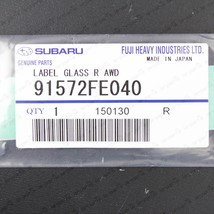 SUBARU
GENUINE PARTS
FUJI HEAVY INDUSTRIES LTD.
MADE IN JAPAN
LABEL GLASS R AWD
91572FE040
QTY 1 150130 R